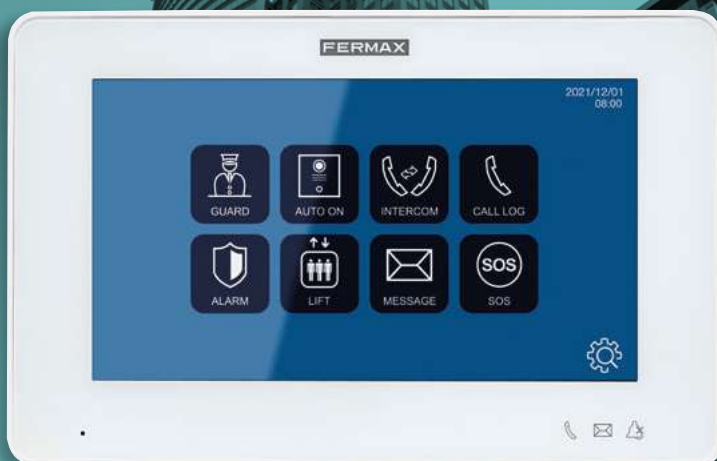 FERMAX
2021/12/01
08:00
GUARD
AUTO ON
INTERCOM
CALL LOG
ALARM
LIFT
MESSAGE
SOS
SOS